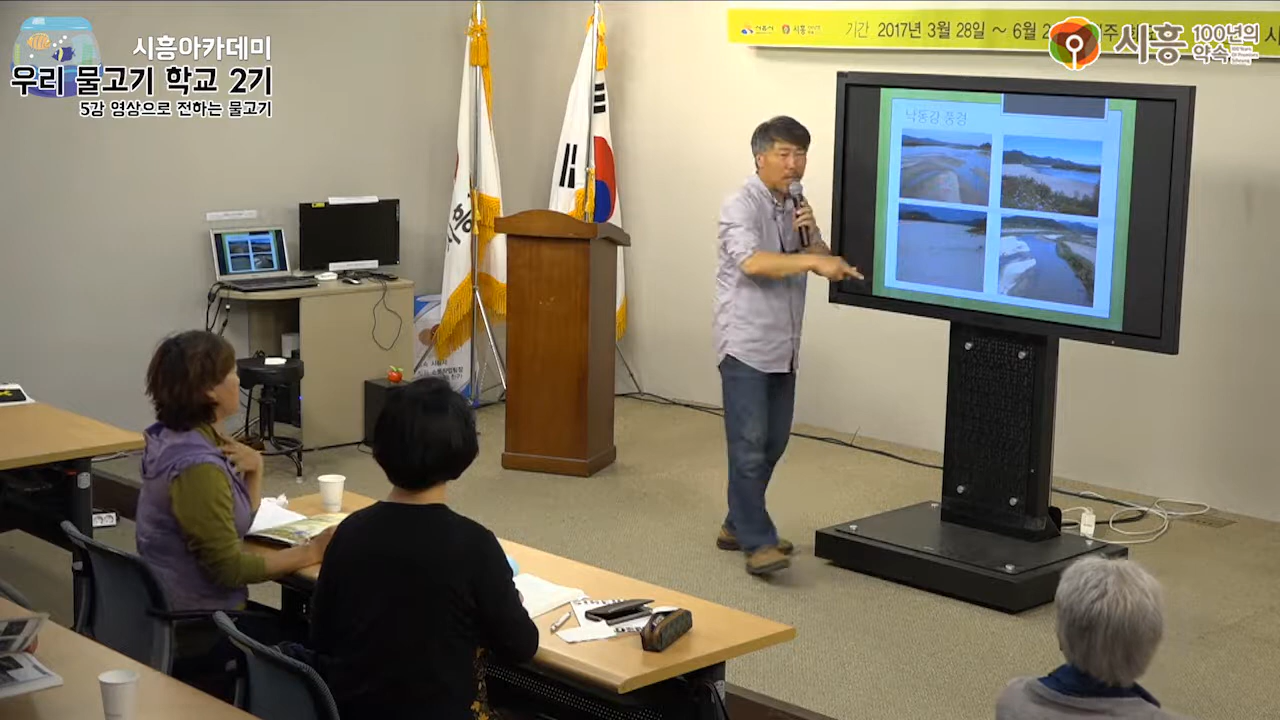 시흥아카데미
우리 물고기 학교 2기
5강 영상으로 전하는 물고기
기간 2017년 3월 28일 ~ 6월
시흥 100년의
약속
낙동강 풍경